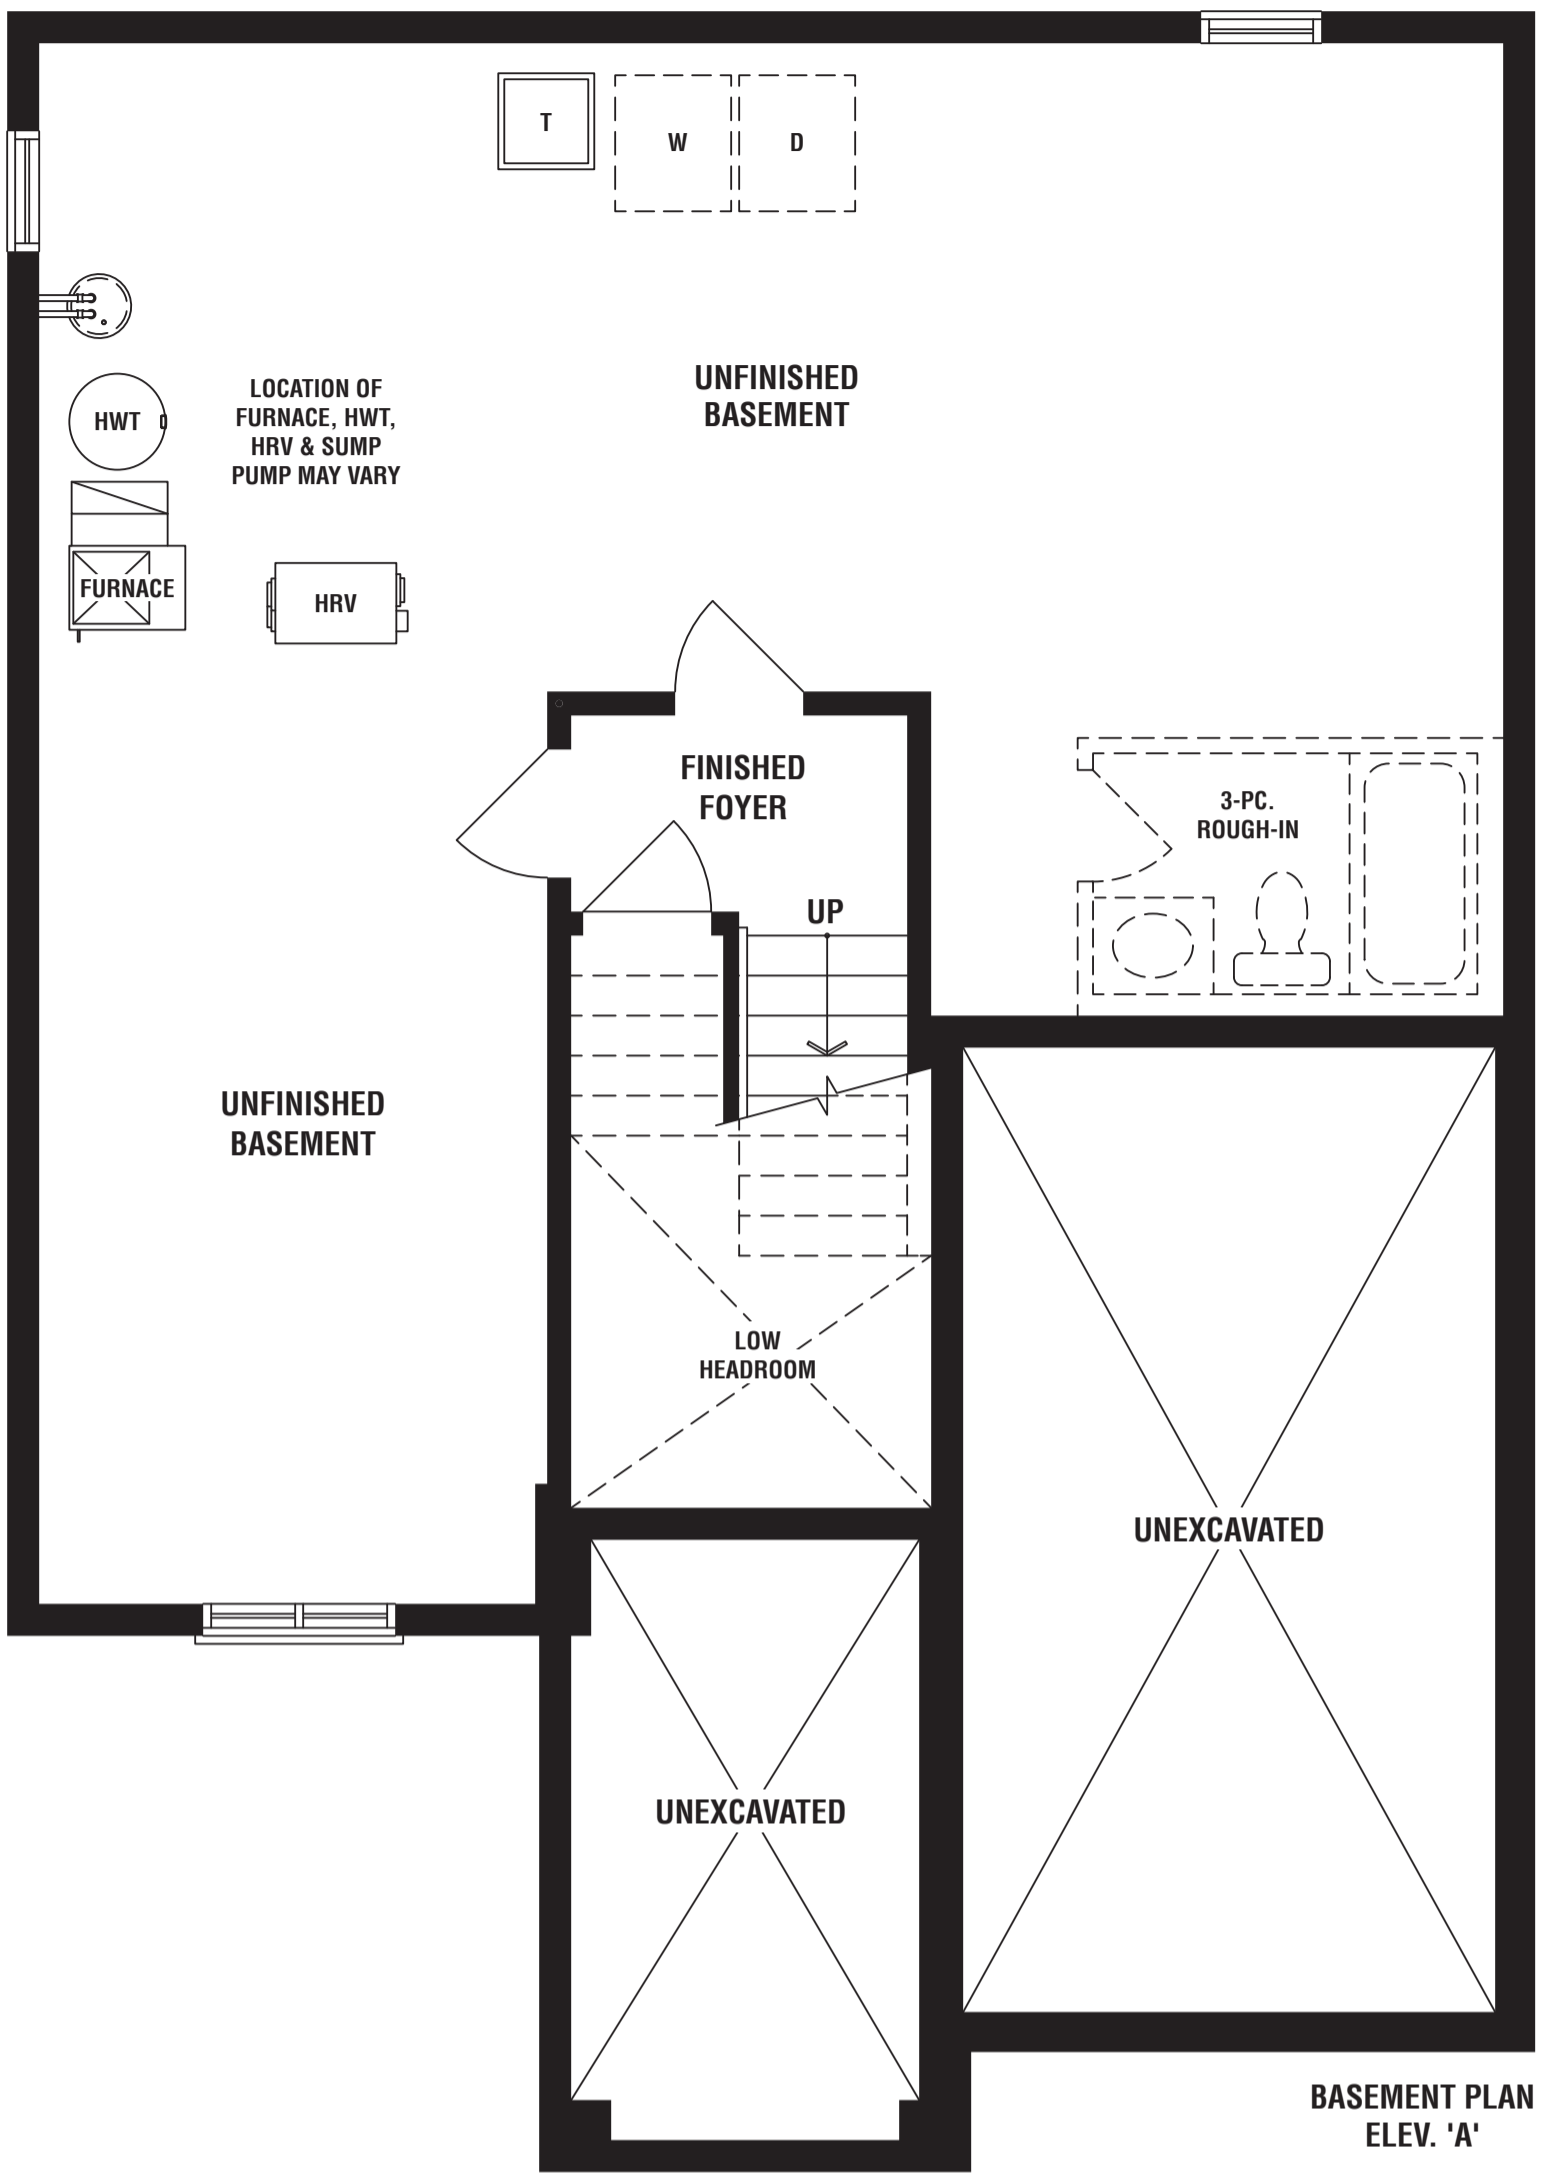 T
W
D
LOCATION OF
FURNACE, HWT,
HRV & SUMP
PUMP MAY VARY
UNFINISHED
BASEMENT
HWT
FURNACE
HRV
FINISHED
FOYER
3-PC.
ROUGH-IN
UP
UNFINISHED
BASEMENT
LOW
HEADROOM
UNEXCAVATED
UNEXCAVATED
BASEMENT PLAN
ELEV. 'A'